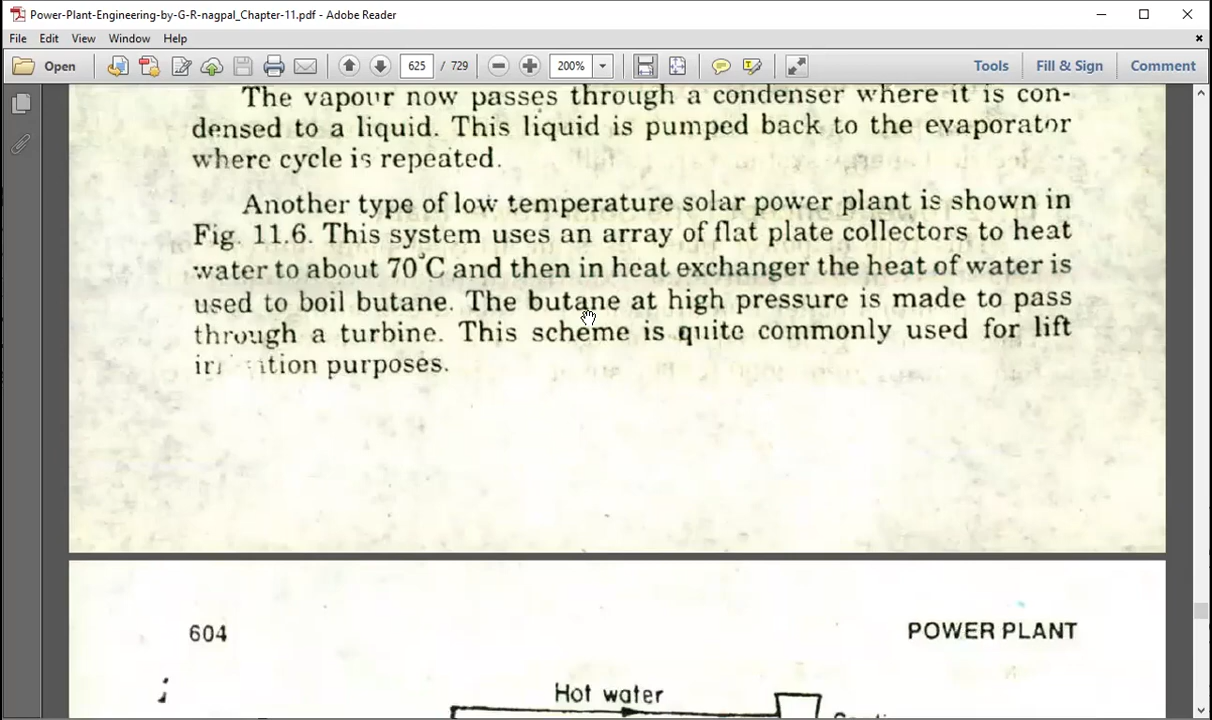 Power-Plant-Engineering-by-G-R-nagpal_Chapter-11.pdf - Adobe Reader
File Edit View Window Help
Open 625 / 729 200% Tools Fill & Sign Comment
The vapour now passes through a condenser where it is con-
densed to a liquid. This liquid is pumped back to the evaporator
where cycle is repeated.
Another type of low temperature solar power plant is shown in
Fig. 11.6. This system uses an array of flat plate collectors to heat
water to about 70°C and then in heat exchanger the heat of water is
used to boil butane. The butane at high pressure is made to pass
through a turbine. This scheme is quite commonly used for lift
purposes.
604 POWER PLANT
Hot water